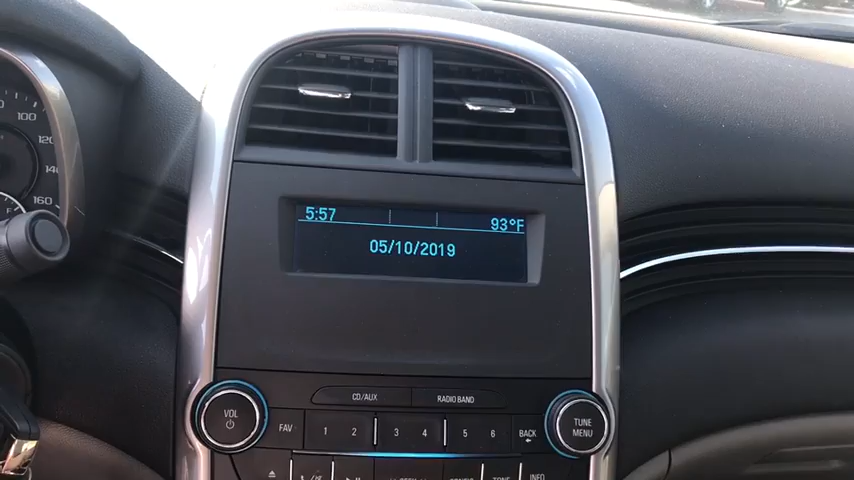 100
120
140
160
5:57 93°F
05/10/2019
CD/AUX RADIO BAND
VOL
FAV 1 2 3 4 5 6 BACK
TUNE
MENU
INFO